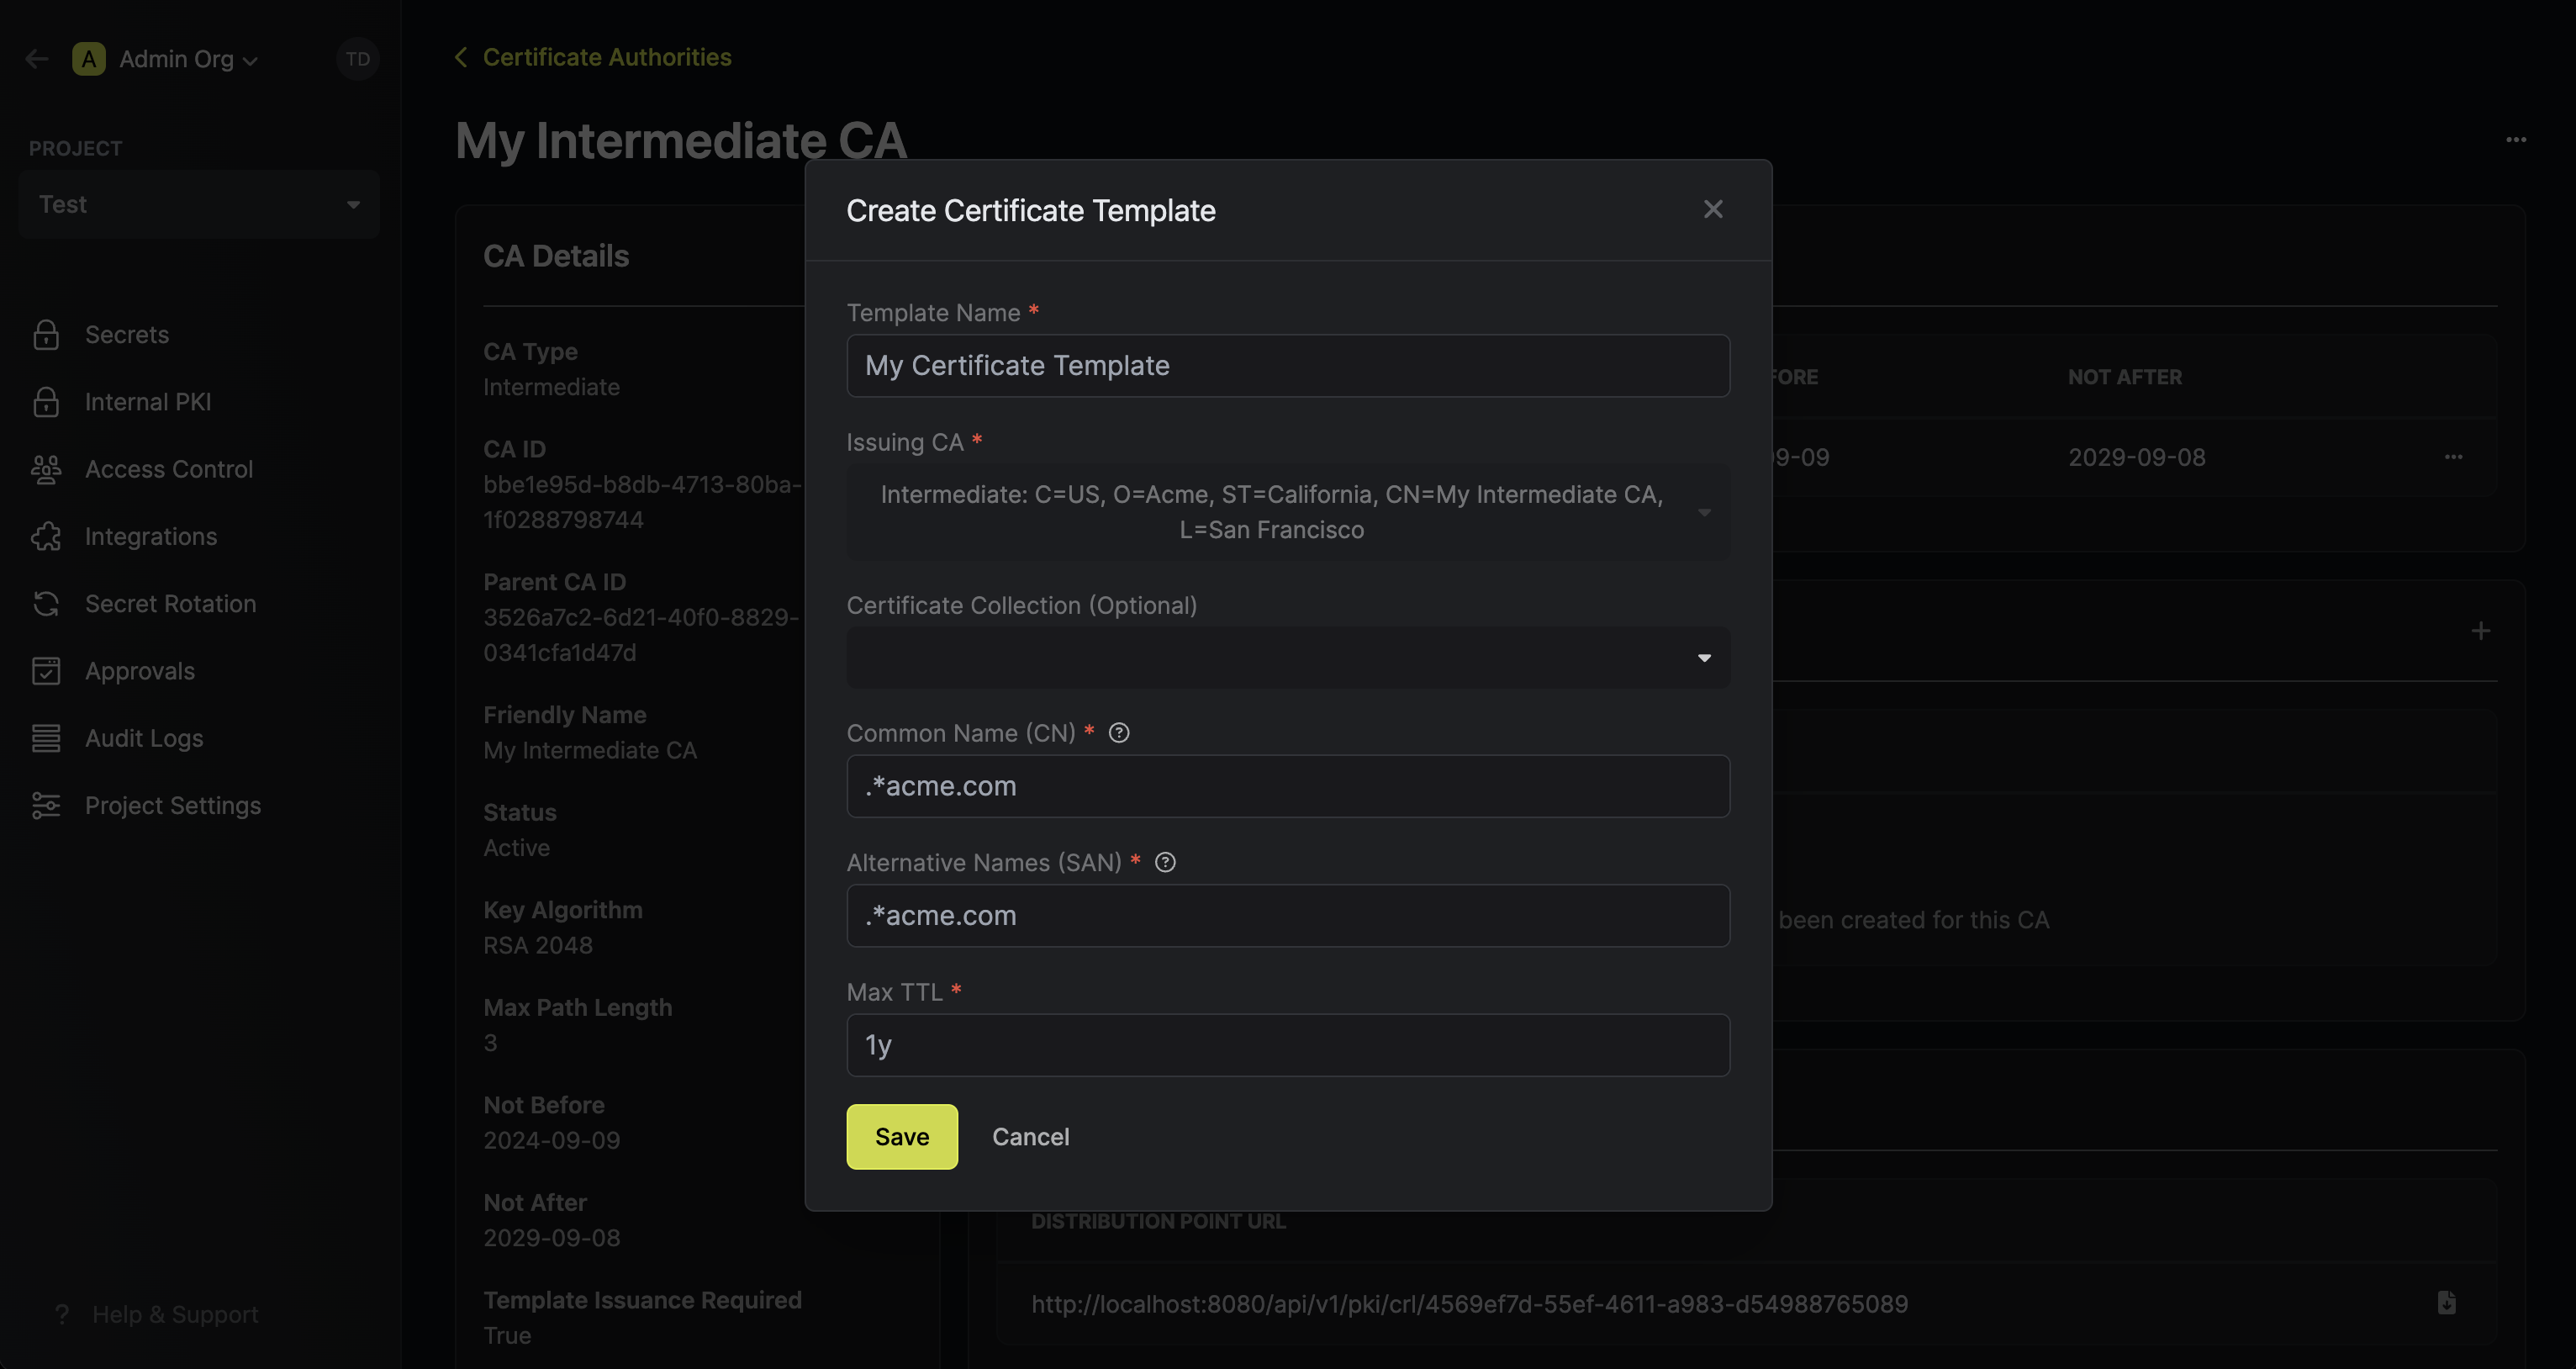 A Admin Org
TD
PROJECT
Test
Secrets
Internal PKI
Access Control
Integrations
Secret Rotation
Approvals
Audit Logs
Project Settings
? Help & Support
Certificate Authorities
My Intermediate CA
CA Details
CA Type
Intermediate
CA ID
bbe1e95d-b8db-4713-80ba-
1f0288798744
Parent CA ID
3526a7c2-6d21-40f0-8829-
0341cfa1d47d
Friendly Name
My Intermediate CA
Status
Active
Key Algorithm
RSA 2048
Max Path Length
3
Not Before
2024-09-09
Not After
2029-09-08
Template Issuance Required
True
Create Certificate Template
Template Name *
My Certificate Template
Issuing CA *
Intermediate: C=US, O=Acme, ST=California, CN=My Intermediate CA,
L=San Francisco
Certificate Collection (Optional)
Common Name (CN) * ?
.*acme.com
Alternative Names (SAN) * ?
.*acme.com
Max TTL *
1y
Save Cancel
FORE NOT AFTER
9-09 2029-09-08
been created for this CA
DISTRIBUTION POINT URL
http://localhost:8080/api/v1/pki/crl/4569ef7d-55ef-4611-a983-d54988765089